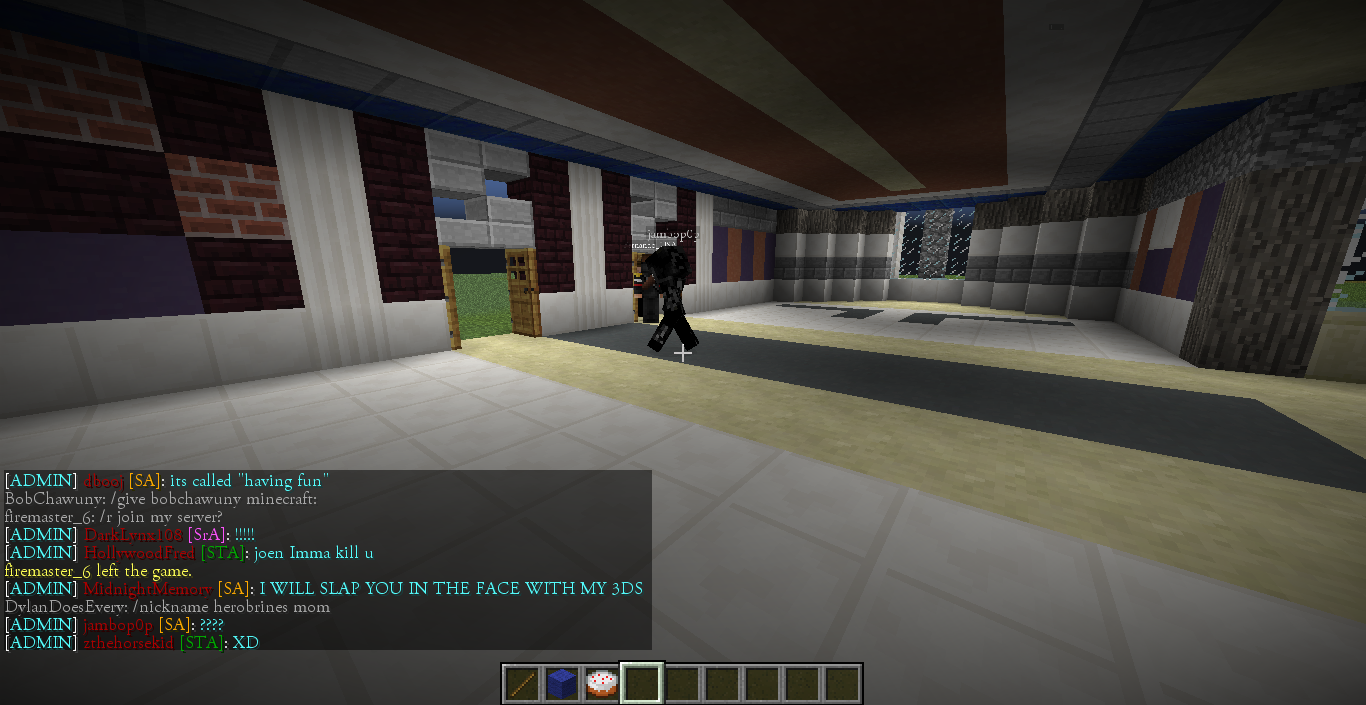 jambop0p
[ADMIN] dbooj [SA]: its called "having fun"
BobChawuny: /give bobchawuny minecraft:
firemaster_6: /r join my server?
[ADMIN] DarkLynx108 [SrA]: !!!!!
[ADMIN] HollywoodFred [STA]: joen Imma kill u
firemaster_6 left the game.
[ADMIN] MidnightMemory [SA]: I WILL SLAP YOU IN THE FACE WITH MY 3DS
DylanDoesEvery: /nickname herobrines mom
[ADMIN] jambop0p [SA]: ????
[ADMIN] zthehorsekid [STA]: XD